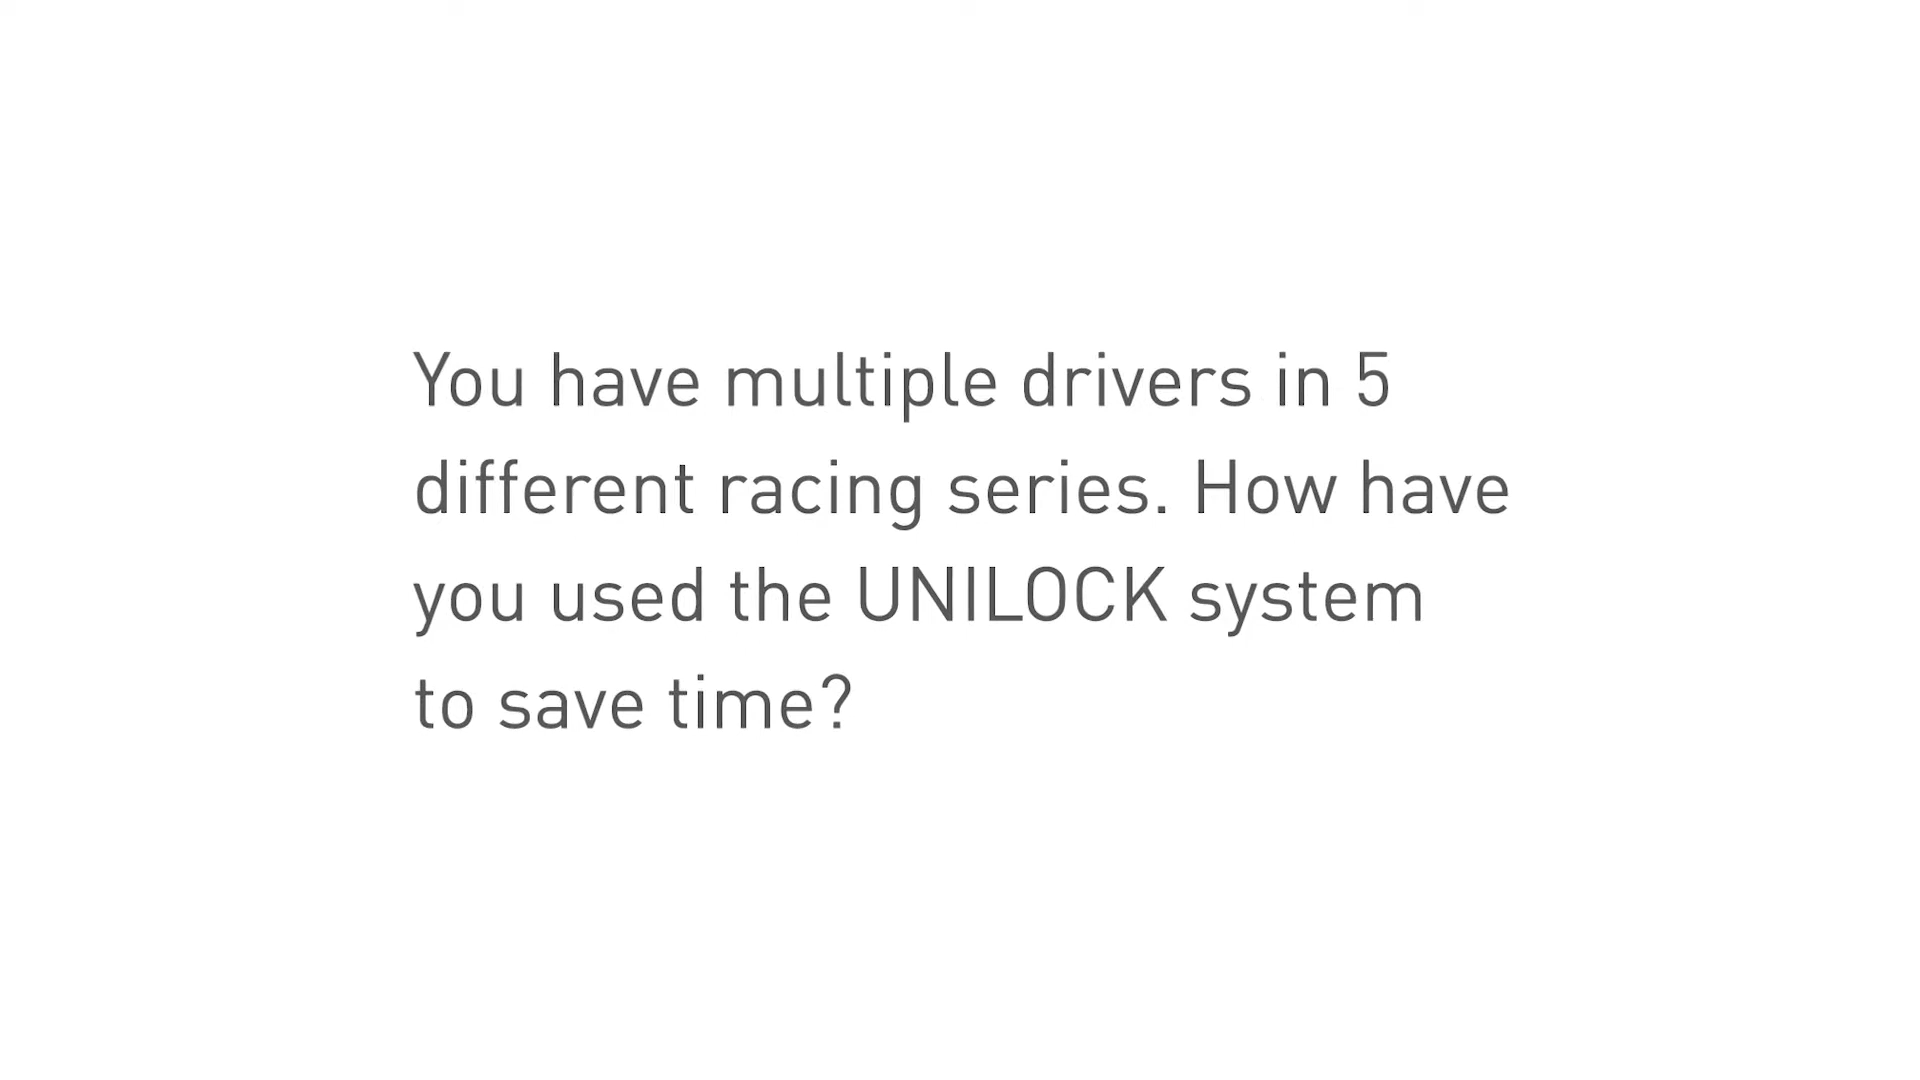 You have multiple drivers in 5
different racing series. How have
you used the UNILOCK system
to save time?